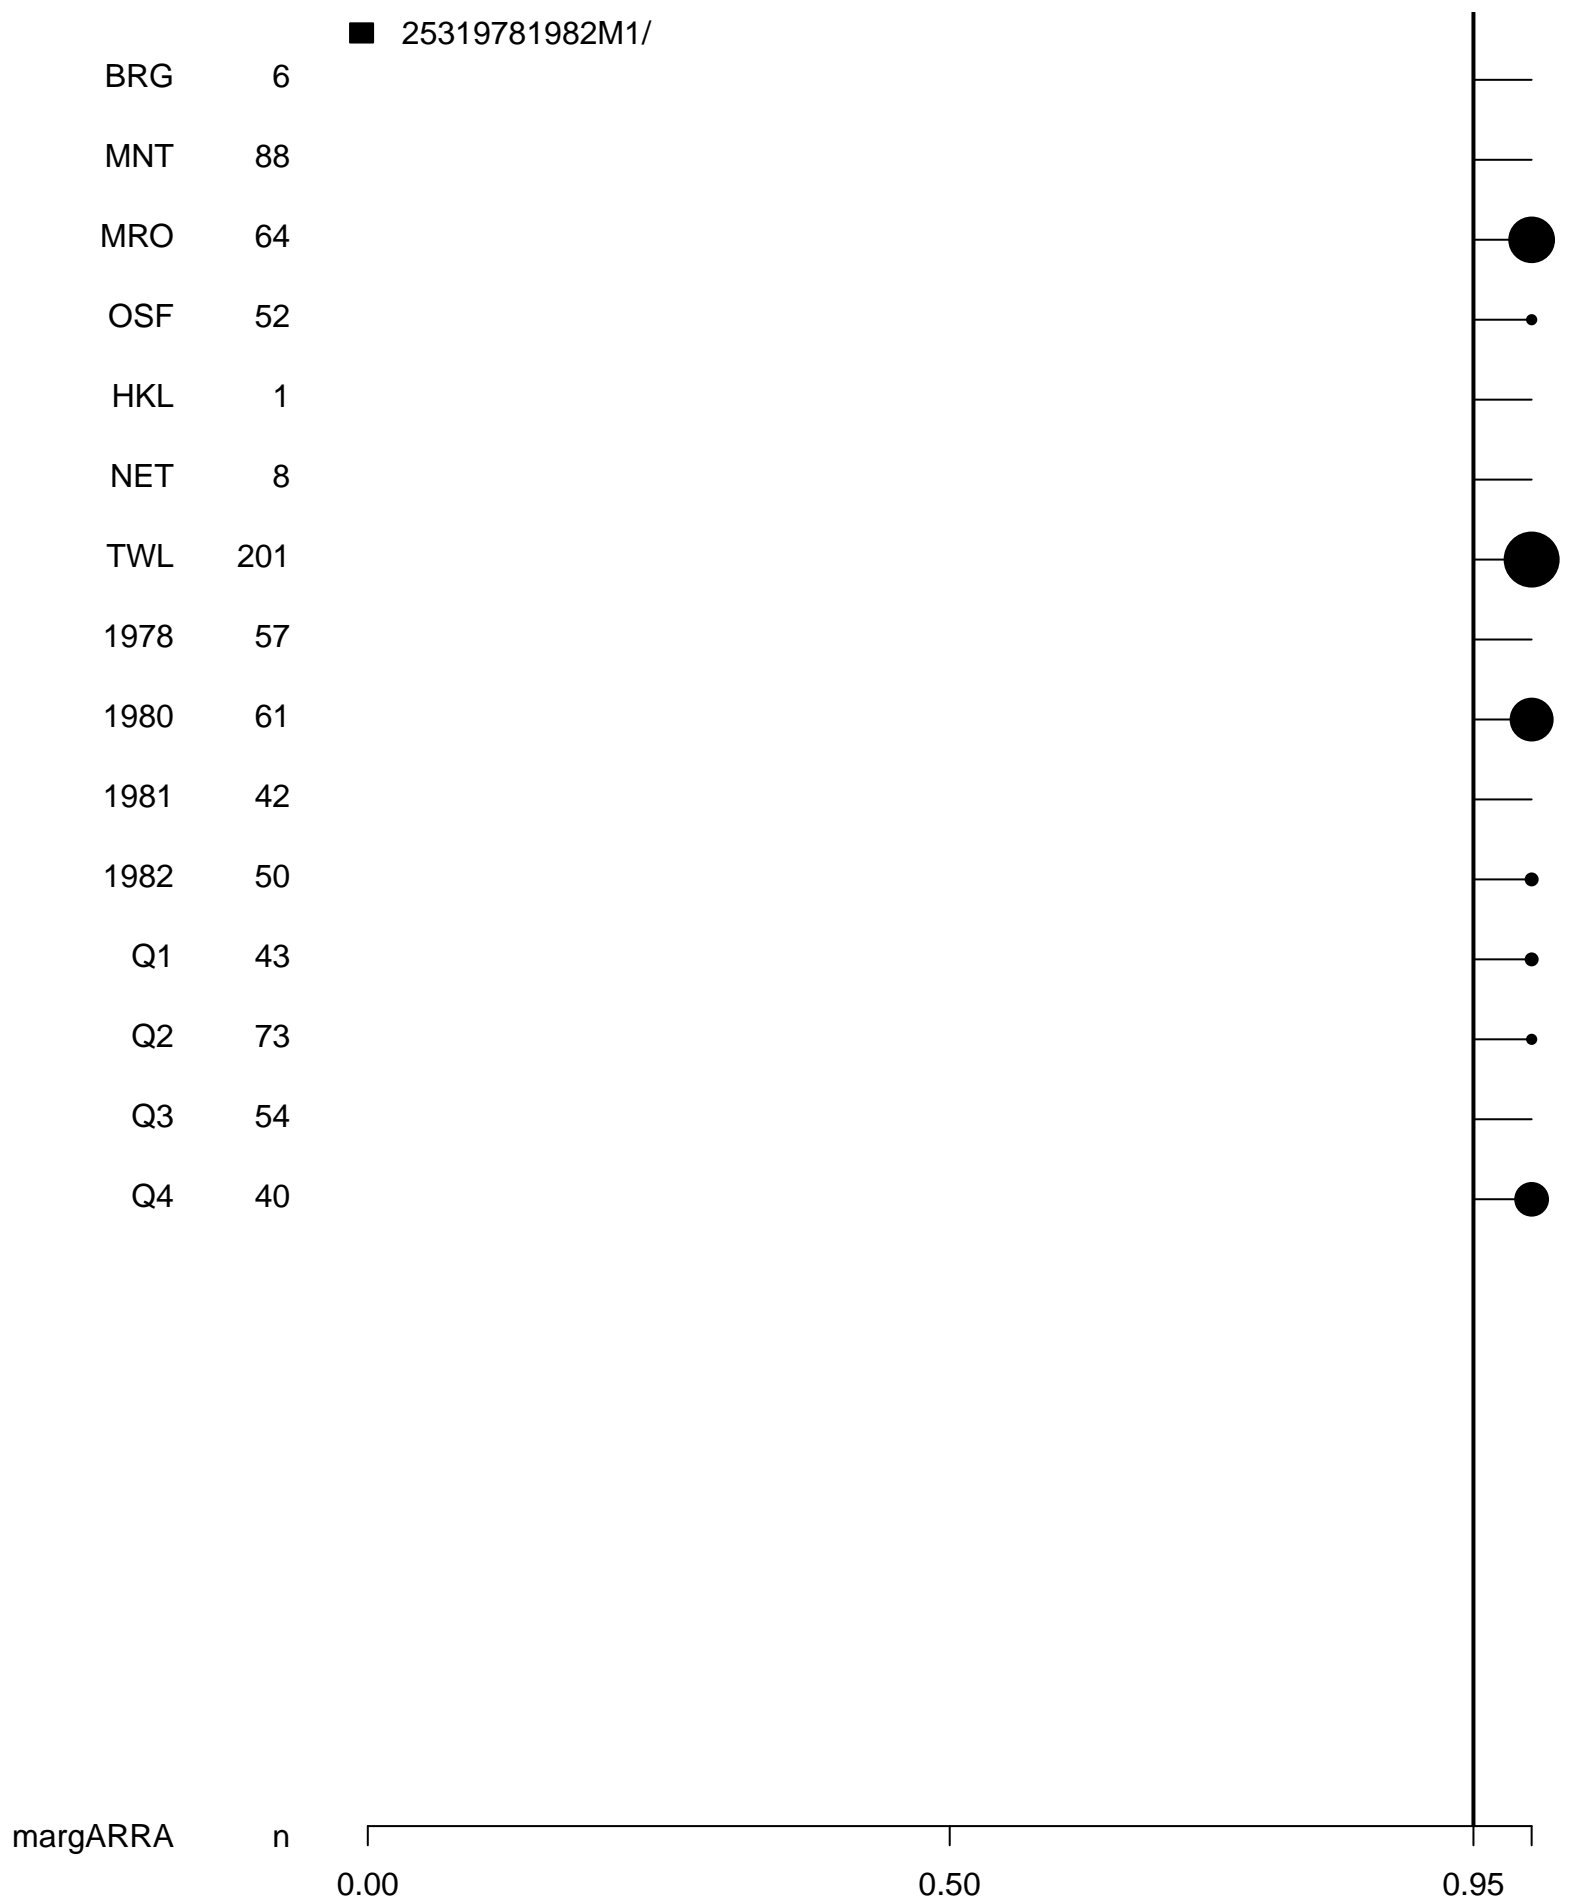 25319781982M1/
BRG 6
MNT 88
MRO 64
OSF 52
HKL 1
NET 8
TWL 201
1978 57
1980 61
1981 42
1982 50
Q1 43
Q2 73
Q3 54
Q4 40
margARRA n
0.00 0.50 0.95